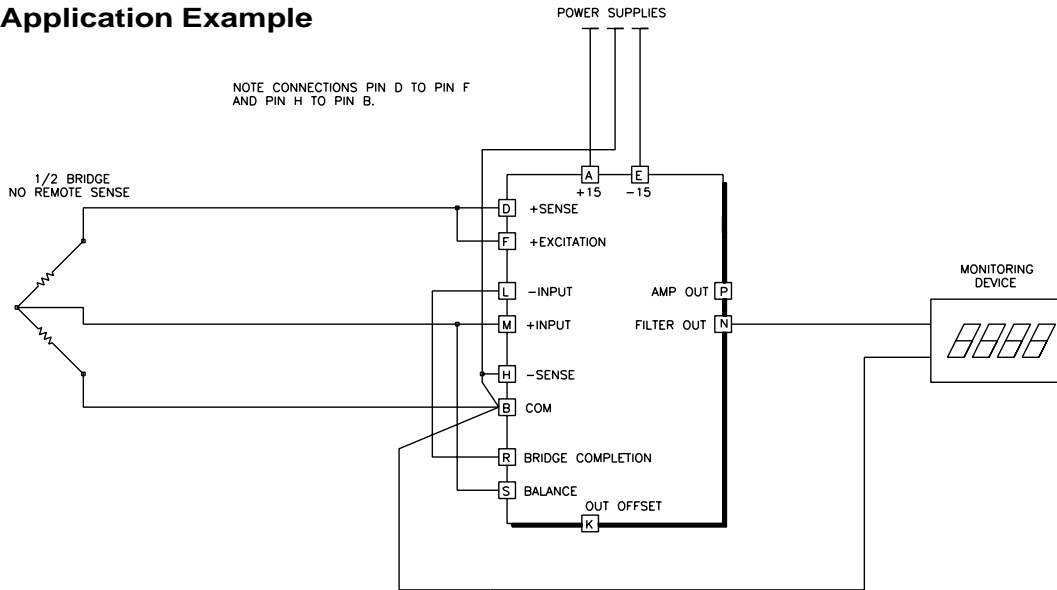 Application Example
POWER SUPPLIES
NOTE CONNECTIONS PIN D TO PIN F
AND PIN H TO PIN B.
1/2 BRIDGE
NO REMOTE SENSE
A
E
+15
-15
D +SENSE
F +EXCITATION
L -INPUT
AMP OUT P
M +INPUT
FILTER OUT N
MONITORING
DEVICE
8888
H -SENSE
B COM
R BRIDGE COMPLETION
S BALANCE
OUT OFFSET
K